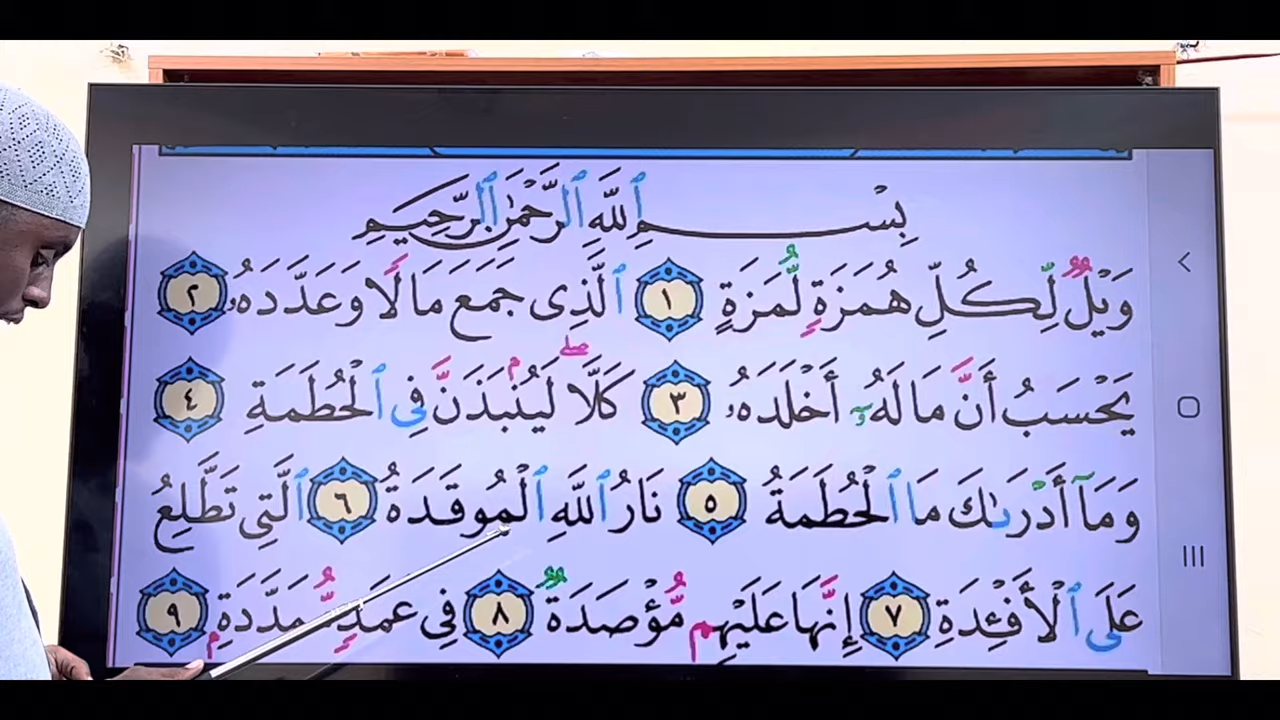 بِسْمِ ٱللَّهِ ٱلرَّحْمَٰنِ ٱلرَّحِيمِ
وَيْلٌ لِّكُلِّ هُمَزَةٍ لُّمَزَةٍ ١ ٱلَّذِى جَمَعَ مَالًا وَعَدَّدَهُۥ ٢
يَحْسَبُ أَنَّ مَالَهُۥٓ أَخْلَدَهُۥ ٣ كَلَّا ۖ لَيُنۢبَذَنَّ فِى ٱلْحُطَمَةِ ٤
وَمَآ أَدْرَىٰكَ مَا ٱلْحُطَمَةُ ٥ نَارُ ٱللَّهِ ٱلْمُوقَدَةُ ٦ ٱلَّتِى تَطَّلِعُ
عَلَى ٱلْأَفْـِٔدَةِ ٧ إِنَّهَا عَلَيْهِم مُّؤْصَدَةٌ ٨ فِى عَمَدٍ مُّمَدَّدَةٍۭ ٩